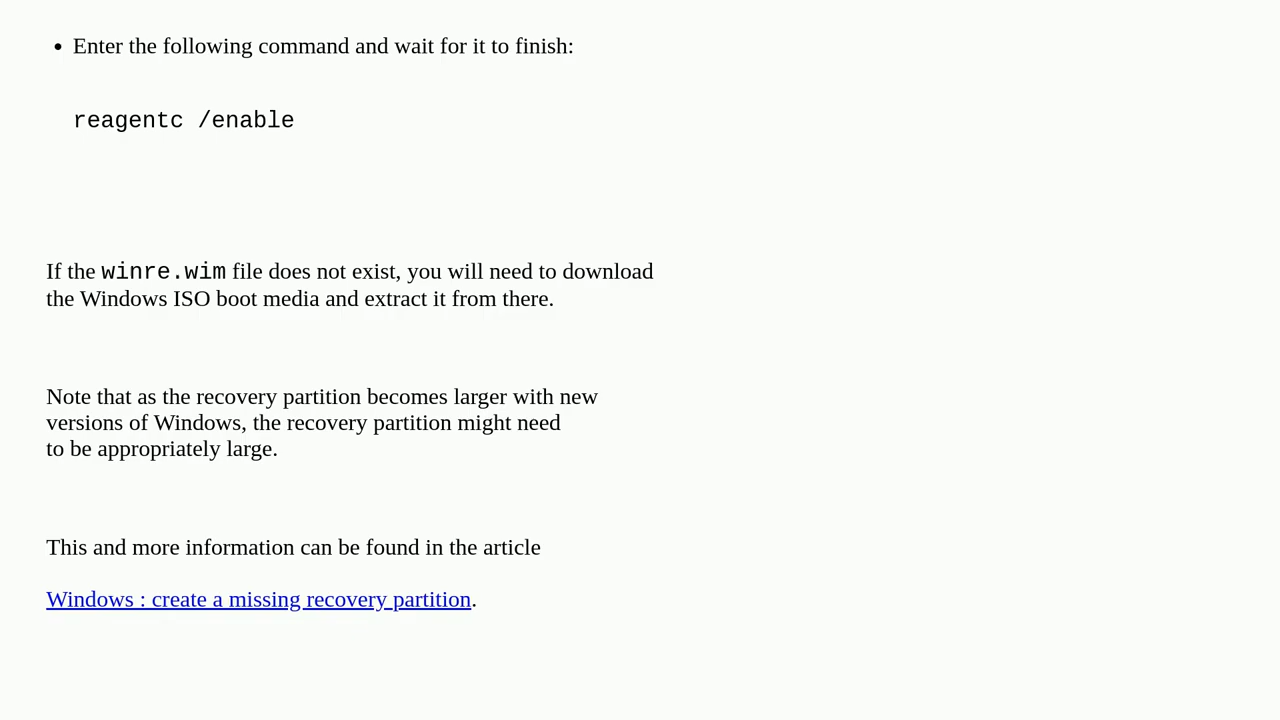 • Enter the following command and wait for it to finish:
reagentc /enable
If the winre.wim file does not exist, you will need to download
the Windows ISO boot media and extract it from there.
Note that as the recovery partition becomes larger with new
versions of Windows, the recovery partition might need
to be appropriately large.
This and more information can be found in the article
Windows : create a missing recovery partition.